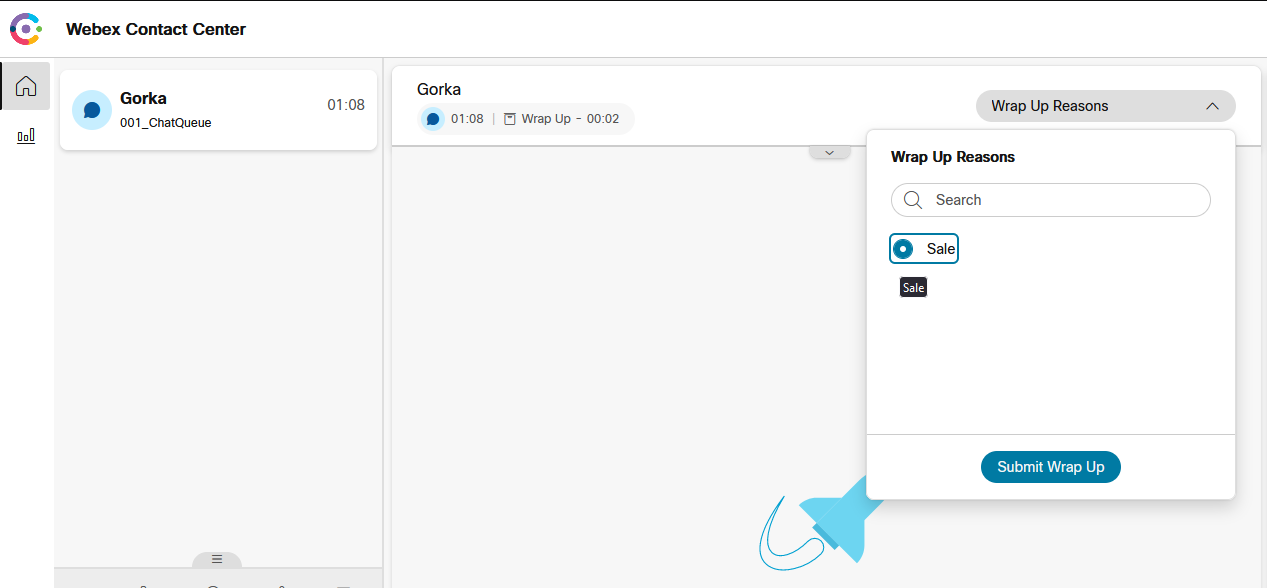 Webex Contact Center
Gorka
01:08
001_ChatQueue
Gorka
01:08 | Wrap Up - 00:02
Wrap Up Reasons
Wrap Up Reasons
Search
Sale
Sale
Submit Wrap Up